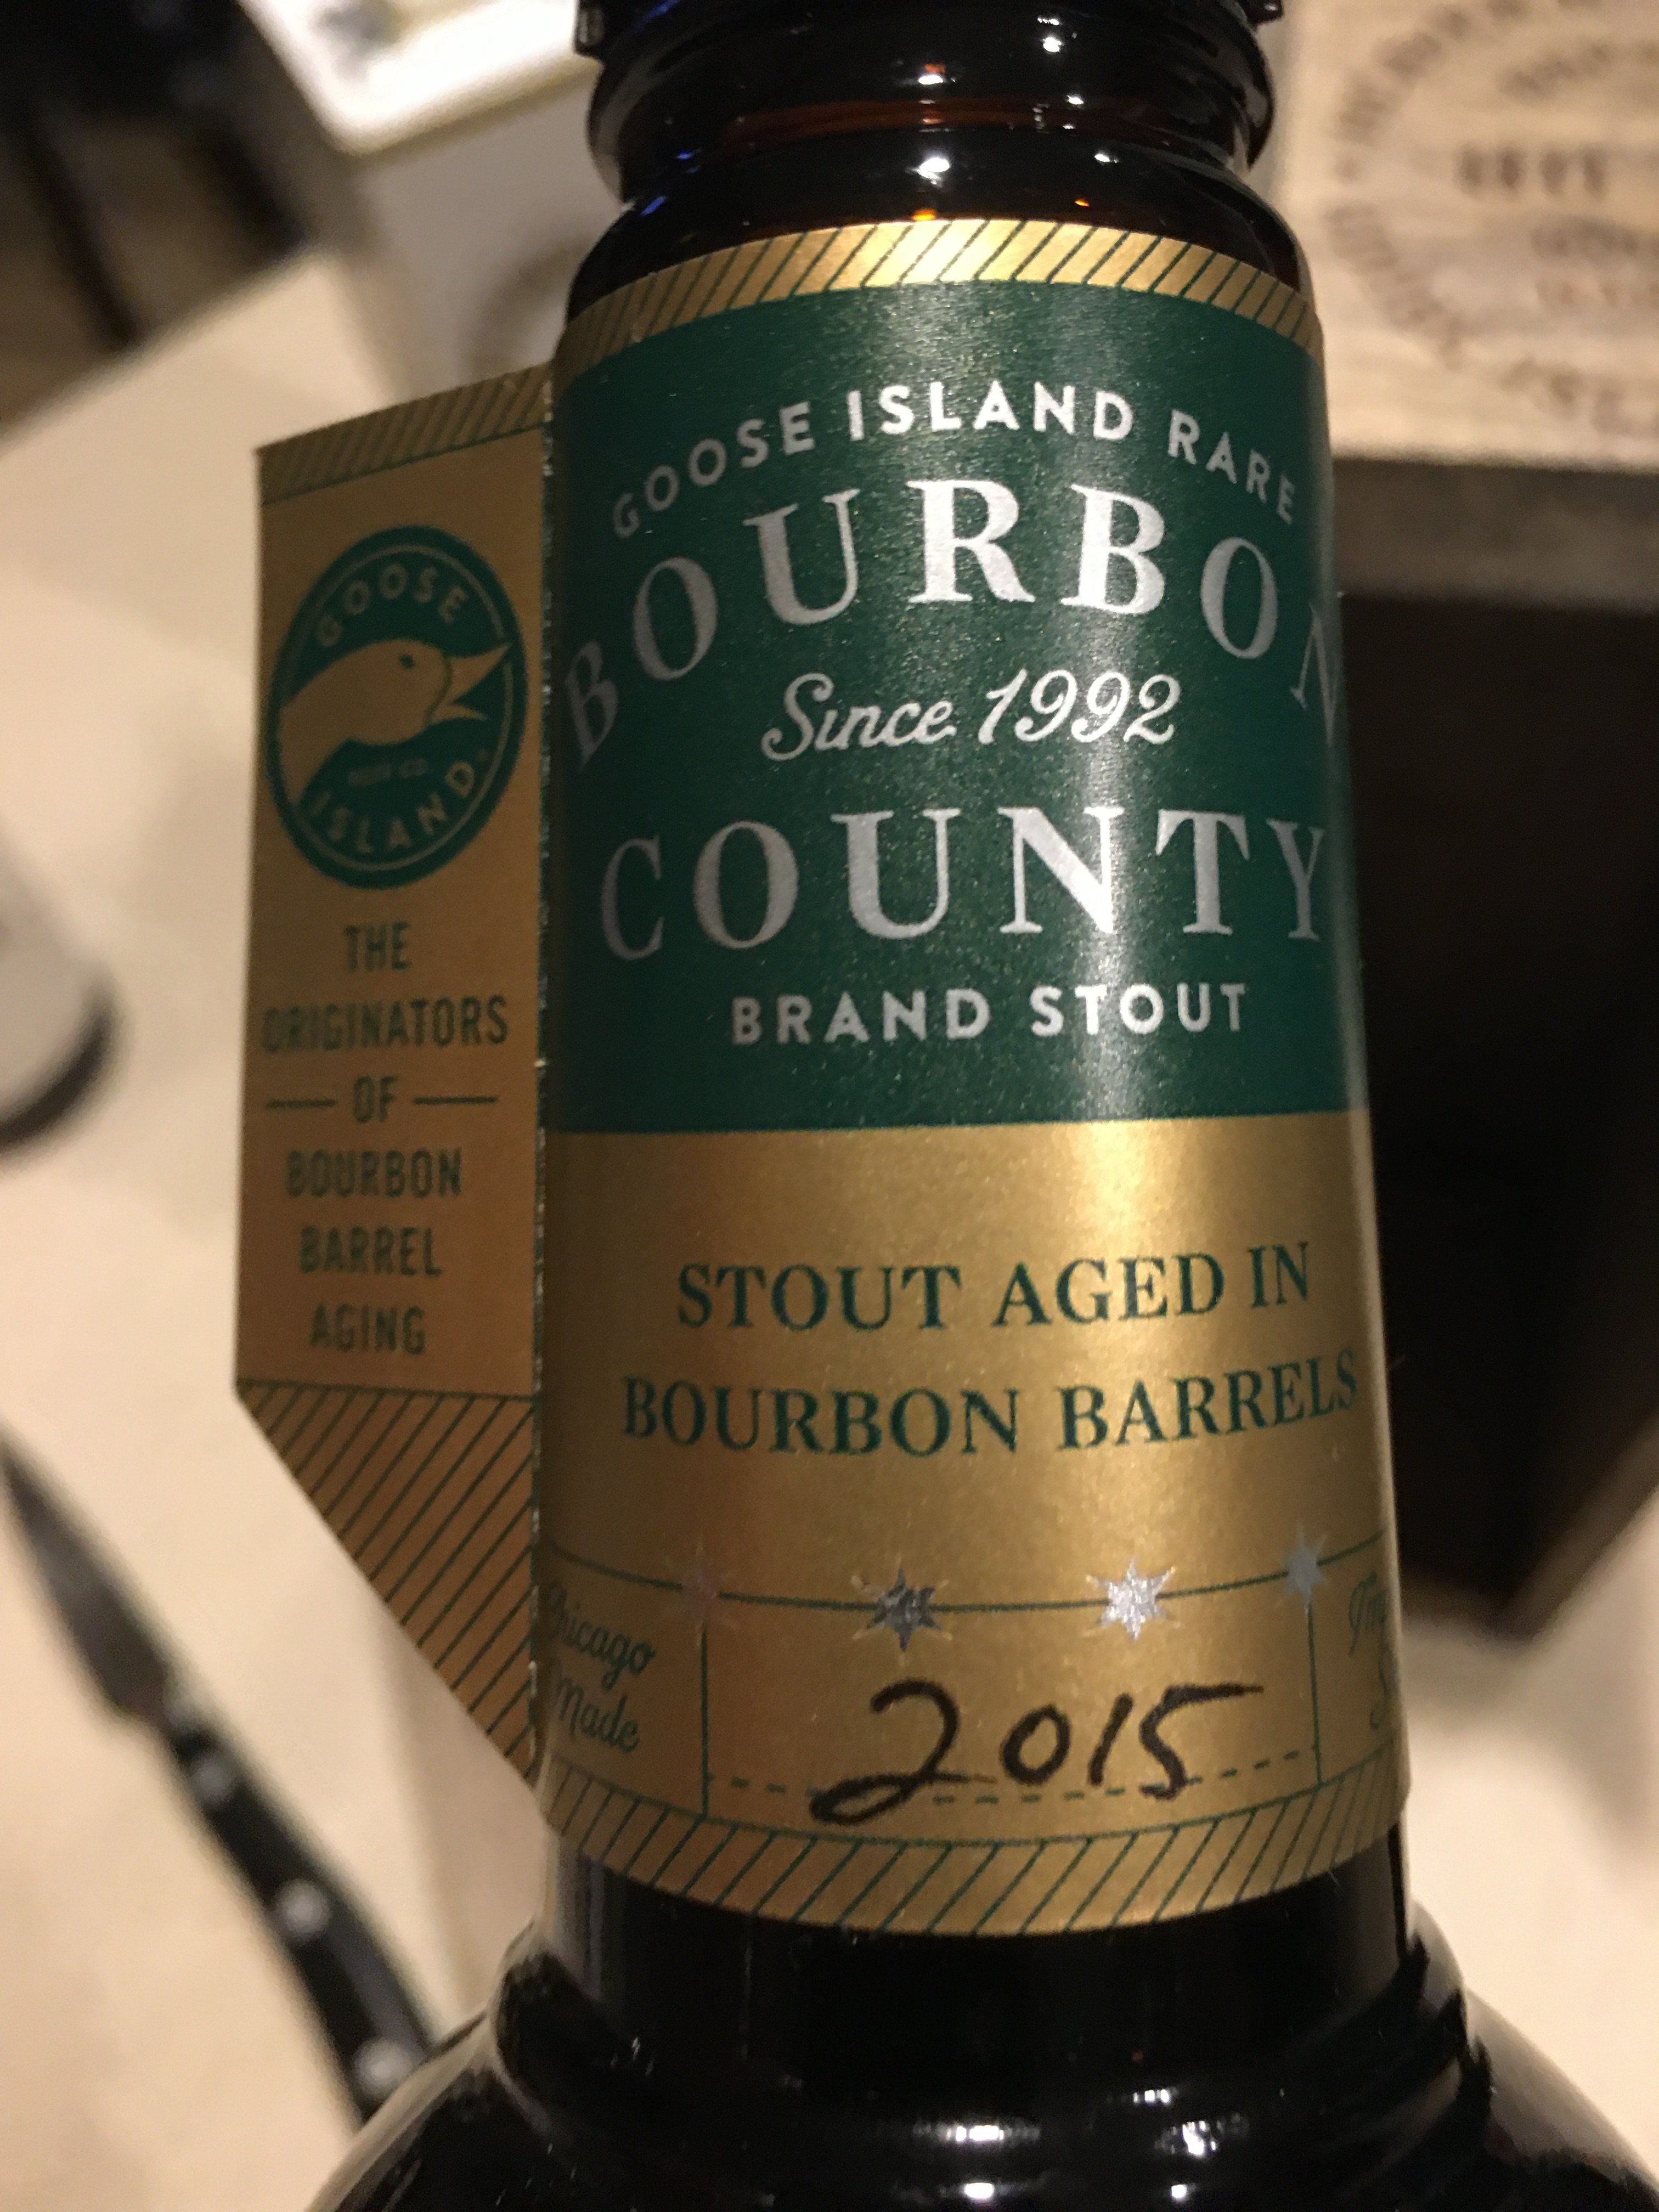 GOOSE ISLAND RARE
BOURBON
Since 1992
COUNTY
BRAND STOUT
STOUT AGED IN
BOURBON BARRELS
Chicago
Made
2015
GOOSE
ISLAND
THE
ORIGINATORS
OF
BOURBON
BARREL
AGING